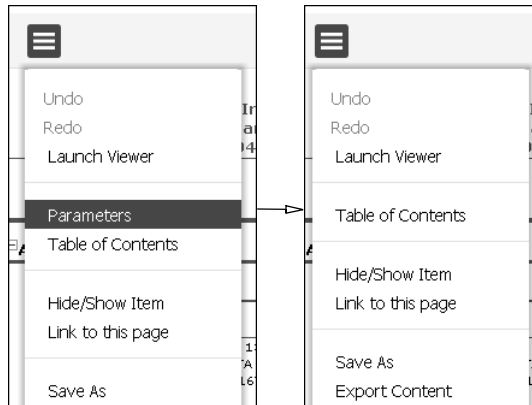 Undo
Redo
Launch Viewer
Parameters
Table of Contents
Hide/Show Item
Link to this page
Save As
Undo
Redo
Launch Viewer
Table of Contents
Hide/Show Item
Link to this page
Save As
Export Content